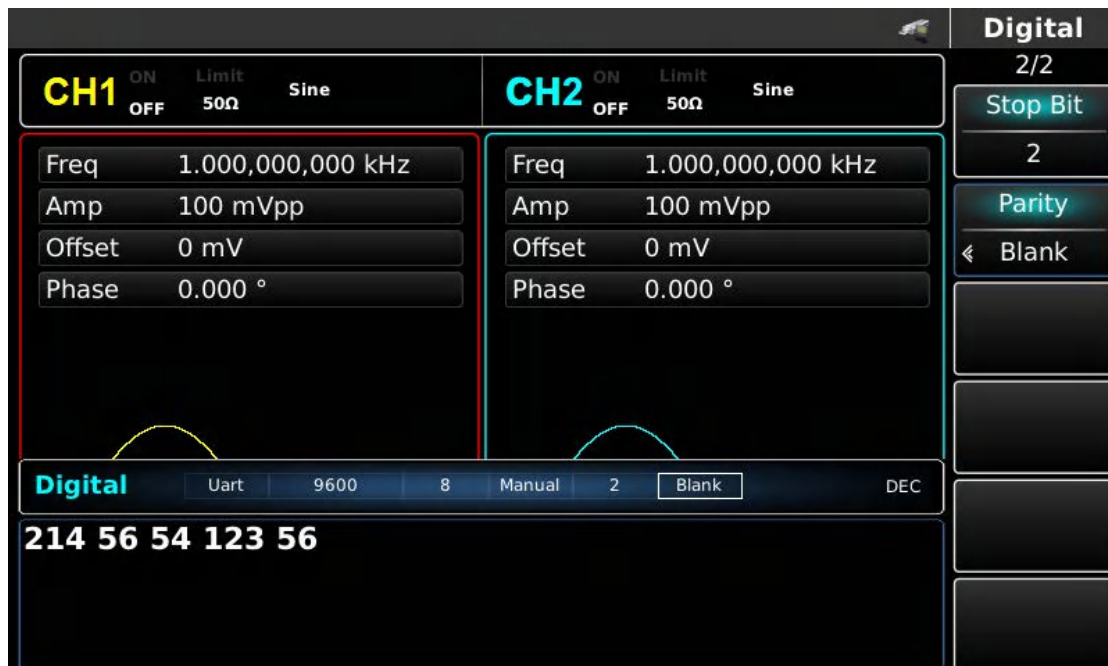 Digital
2/2
CH1 ON OFF Limit 50Ω Sine
CH2 ON OFF Limit 50Ω Sine
Stop Bit
2
Parity
Blank
Freq 1.000,000,000 kHz
Amp 100 mVpp
Offset 0 mV
Phase 0.000 °
Freq 1.000,000,000 kHz
Amp 100 mVpp
Offset 0 mV
Phase 0.000 °
Digital Uart 9600 8 Manual 2 Blank DEC
214 56 54 123 56